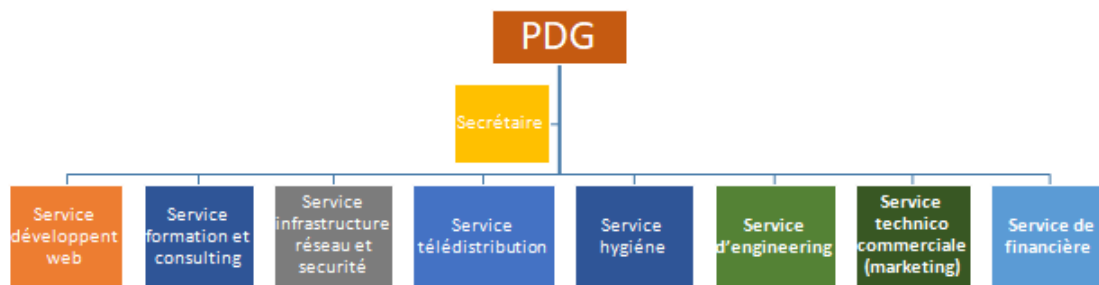 PDG
Secrétaire
Service
développent
web
Service
formation et
consulting
Service
infrastructure
réseau et
securité
Service
télédistribution
Service
hygiéne
Service
d'engineering
Service
technico
commerciale
(marketing)
Service de
financière